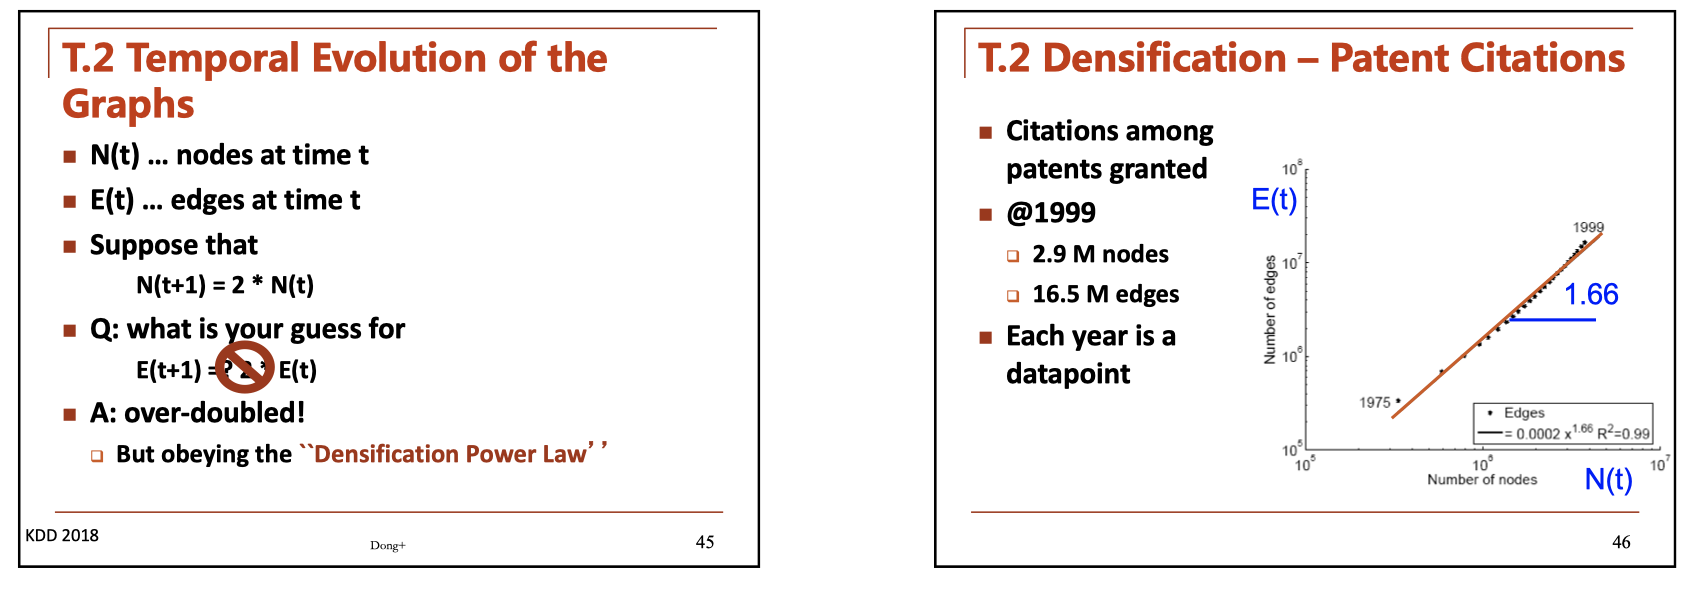 T.2 Temporal Evolution of the
Graphs
■ N(t) … nodes at time t
■ E(t) … edges at time t
■ Suppose that
N(t+1) = 2 * N(t)
■ Q: what is your guess for
E(t+1) =? 2 * E(t)
■ A: over-doubled!
❑ But obeying the ``Densification Power Law’’
KDD 2018
Dong+
45
T.2 Densification – Patent Citations
■ Citations among
patents granted
■ @1999
❑ 2.9 M nodes
❑ 16.5 M edges
■ Each year is a
datapoint
10^8
E(t)
1999
10^7
1.66
Number of edges
10^6
1975
Edges
= 0.0002 x^1.66 R^2=0.99
10^5
10^5
10^6
10^7
Number of nodes
N(t)
46